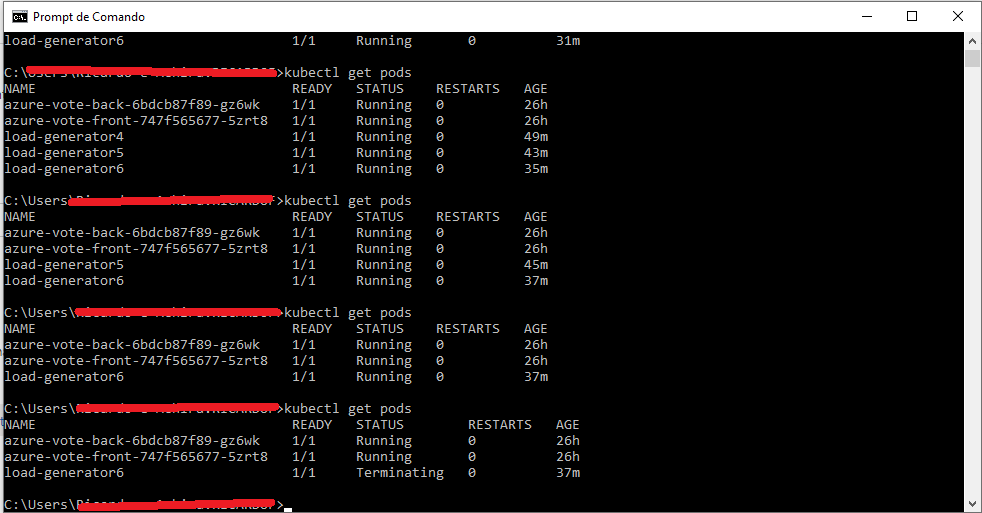 Prompt de Comando
load-generator6 1/1 Running 0 31m
C:\Users\ >kubectl get pods
NAME READY STATUS RESTARTS AGE
azure-vote-back-6bdcb87f89-gz6wk 1/1 Running 0 26h
azure-vote-front-747f565677-5zrt8 1/1 Running 0 26h
load-generator4 1/1 Running 0 49m
load-generator5 1/1 Running 0 43m
load-generator6 1/1 Running 0 35m
C:\Users\ >kubectl get pods
NAME READY STATUS RESTARTS AGE
azure-vote-back-6bdcb87f89-gz6wk 1/1 Running 0 26h
azure-vote-front-747f565677-5zrt8 1/1 Running 0 26h
load-generator5 1/1 Running 0 45m
load-generator6 1/1 Running 0 37m
C:\Users\ >kubectl get pods
NAME READY STATUS RESTARTS AGE
azure-vote-back-6bdcb87f89-gz6wk 1/1 Running 0 26h
azure-vote-front-747f565677-5zrt8 1/1 Running 0 26h
load-generator6 1/1 Running 0 37m
C:\Users\ >kubectl get pods
NAME READY STATUS RESTARTS AGE
azure-vote-back-6bdcb87f89-gz6wk 1/1 Running 0 26h
azure-vote-front-747f565677-5zrt8 1/1 Running 0 26h
load-generator6 1/1 Terminating 0 37m
C:\Users\ >